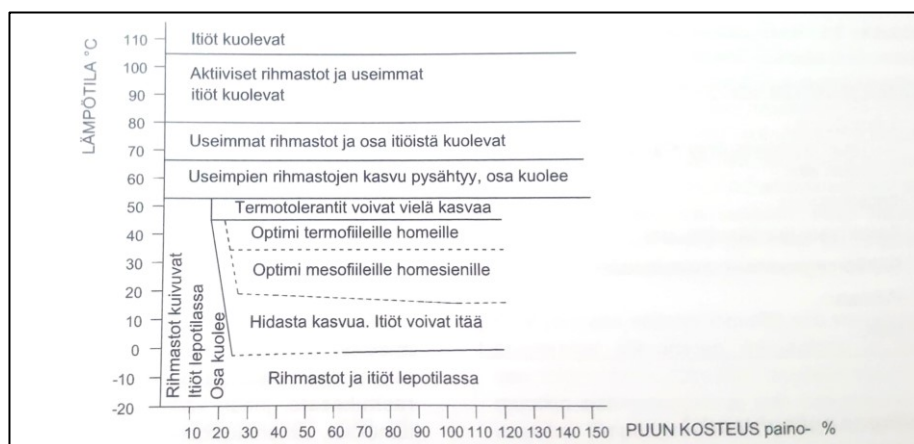 LÄMPÖTILA °C
110
100
90
80
70
60
50
40
30
20
10
0
-10
-20
Itiöt kuolevat
Aktiiviset rihmastot ja useimmat
itiöt kuolevat
Useimmat rihmastot ja osa itiöistä kuolevat
Useimpien rihmastojen kasvu pysähtyy, osa kuolee
Termotolerantit voivat vielä kasvaa
Optimi termofiileille homeille
Optimi mesofiileille homesienille
Hidasta kasvua. Itiöt voivat itää
Rihmastot ja itiöt lepotilassa
Rihmastot kuivuvat
Itiöt lepotilassa
Osa kuolee
10 20 30 40 50 60 70 80 90 100 110 120 130 140 150 PUUN KOSTEUS paino- %